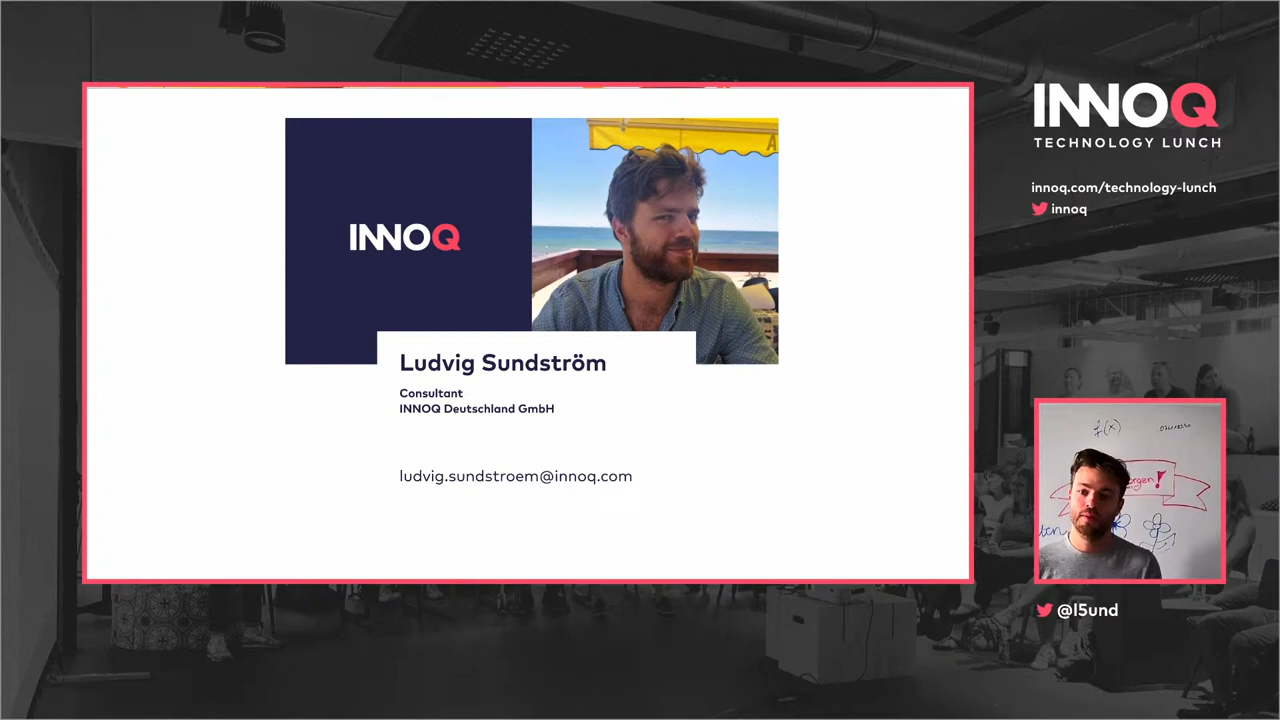 INNOQ
A
Ludvig Sundström
Consultant
INNOQ Deutschland GmbH
ludvig.sundstroem@innoq.com
INNOQ
TECHNOLOGY LUNCH
innoq.com/technology-lunch
innoq
f(x)
@l5und